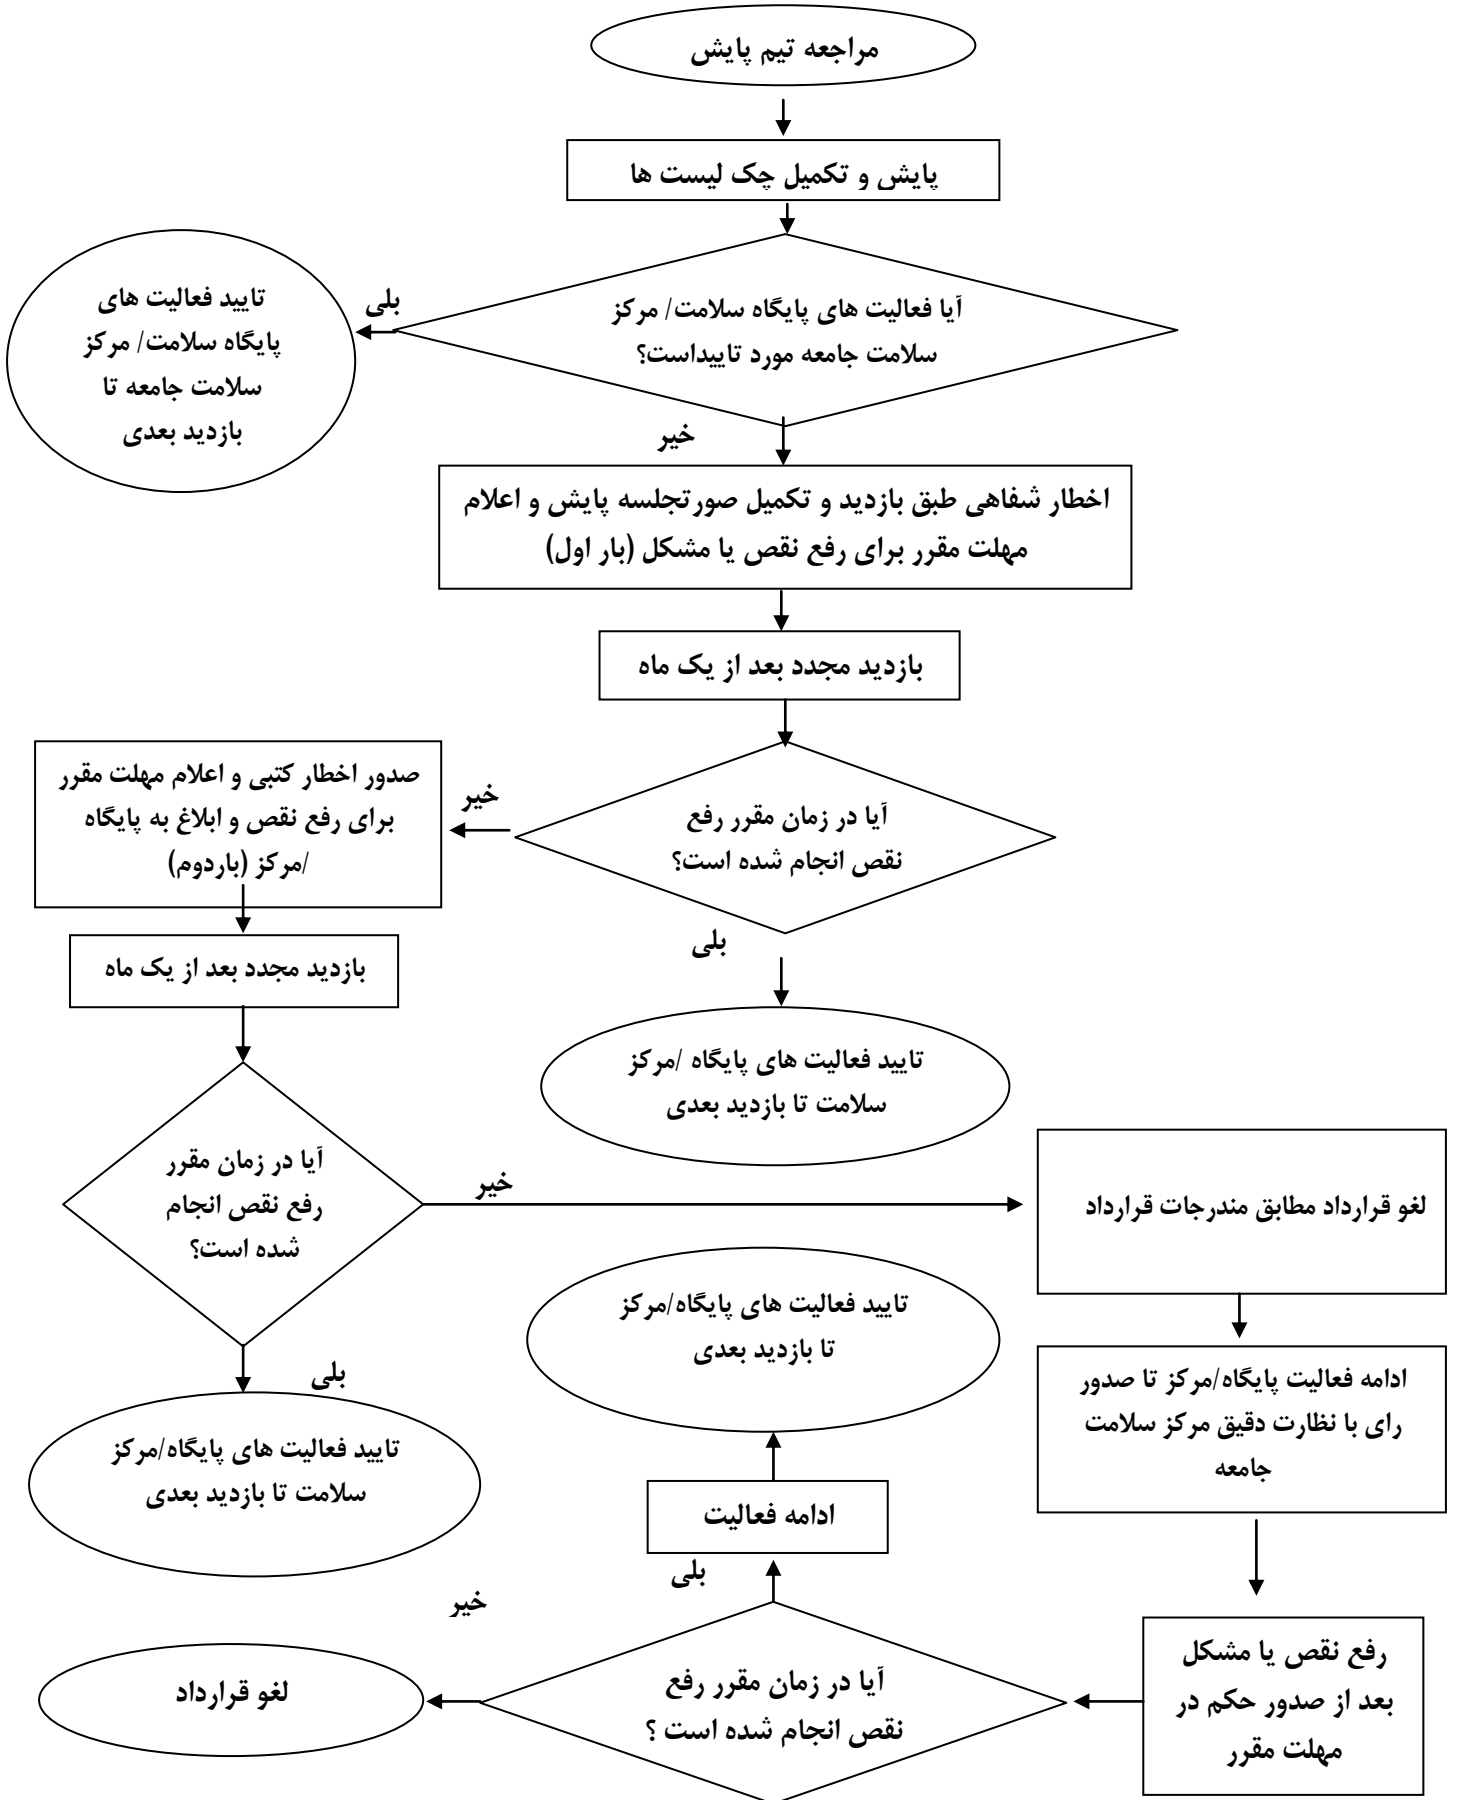 مراجعه تیم پایش
پایش و تکمیل چک لیست ها
آیا فعالیت های پایگاه سلامت/ مرکز
سلامت جامعه مورد تاییداست؟
بلی
تایید فعالیت های
پایگاه سلامت/ مرکز
سلامت جامعه تا
بازدید بعدی
خیر
اخطار شفاهی طبق بازدید و تکمیل صورتجلسه پایش و اعلام
مهلت مقرر برای رفع نقص یا مشکل (بار اول)
بازدید مجدد بعد از یک ماه
آیا در زمان مقرر رفع
نقص انجام شده است؟
خیر
صدور اخطار کتبی و اعلام مهلت مقرر
برای رفع نقص و ابلاغ به پایگاه
/مرکز (باردوم)
بلی
تایید فعالیت های پایگاه /مرکز
سلامت تا بازدید بعدی
بازدید مجدد بعد از یک ماه
آیا در زمان مقرر
رفع نقص انجام
شده است؟
خیر
لغو قرارداد مطابق مندرجات قرارداد
بلی
تایید فعالیت های پایگاه/مرکز
سلامت تا بازدید بعدی
ادامه فعالیت پایگاه/مرکز تا صدور
رای با نظارت دقیق مرکز سلامت
جامعه
رفع نقص یا مشکل
بعد از صدور حکم در
مهلت مقرر
آیا در زمان مقرر رفع
نقص انجام شده است ؟
بلی
ادامه فعالیت
تایید فعالیت های پایگاه/مرکز
تا بازدید بعدی
خیر
لغو قرارداد